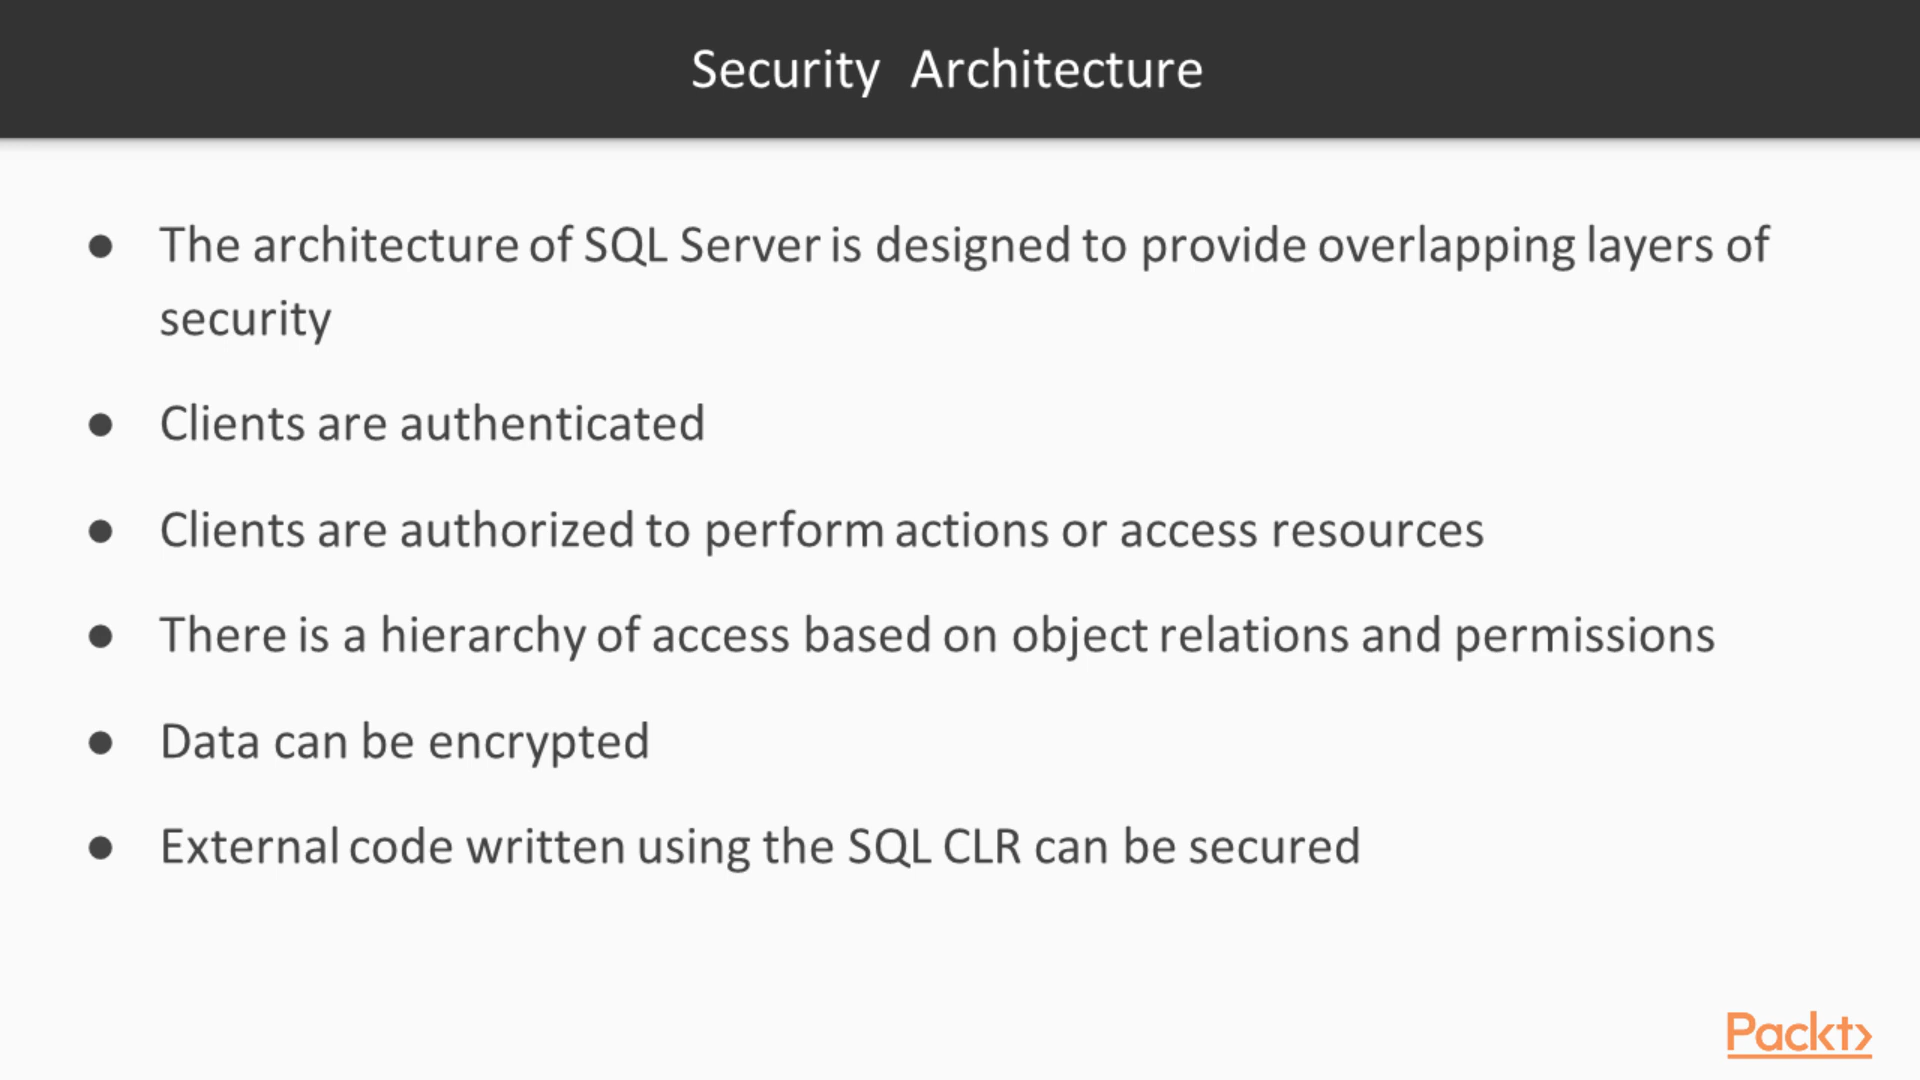 Security Architecture
● The architecture of SQL Server is designed to provide overlapping layers of
security
● Clients are authenticated
● Clients are authorized to perform actions or access resources
● There is a hierarchy of access based on object relations and permissions
● Data can be encrypted
● External code written using the SQL CLR can be secured
Packt>